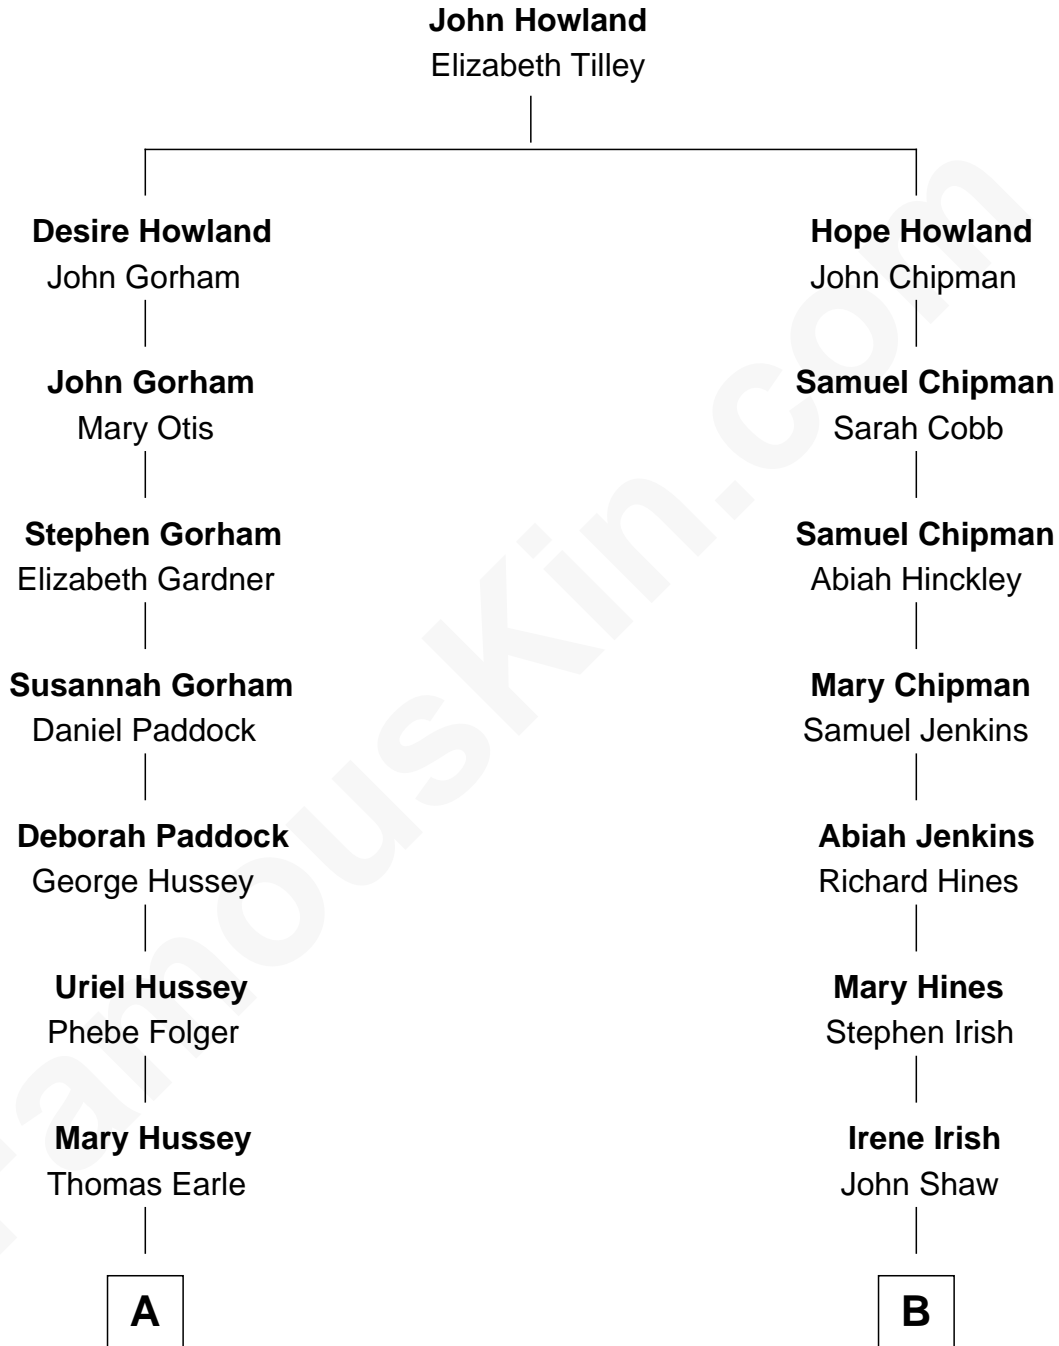 John Howland
Elizabeth Tilley
Desire Howland
John Gorham
Hope Howland
John Chipman
John Gorham
Mary Otis
Samuel Chipman
Sarah Cobb
Stephen Gorham
Elizabeth Gardner
Samuel Chipman
Abiah Hinckley
Susannah Gorham
Daniel Paddock
Mary Chipman
Samuel Jenkins
Deborah Paddock
George Hussey
Abiah Jenkins
Richard Hines
Uriel Hussey
Phebe Folger
Mary Hines
Stephen Irish
Mary Hussey
Thomas Earle
Irene Irish
John Shaw
A
B
FamousKin.com